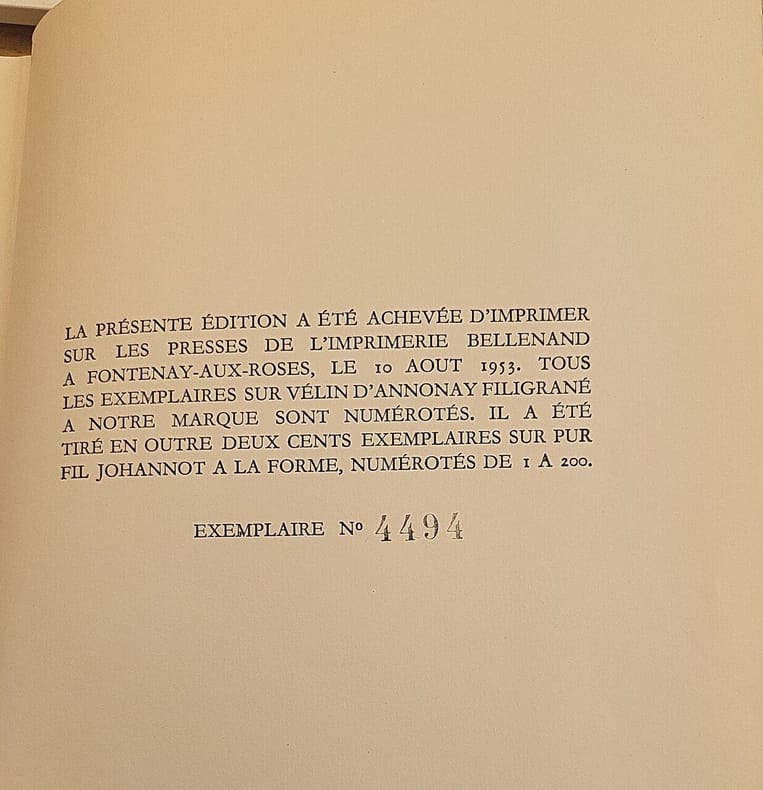 LA PRÉSENTE ÉDITION A ÉTÉ ACHEVÉE D'IMPRIMER
SUR LES PRESSES DE L'IMPRIMERIE BELLENAND
A FONTENAY-AUX-ROSES, LE 10 AOUT 1953. TOUS
LES EXEMPLAIRES SUR VÉLIN D'ANNONAY FILIGRANÉ
A NOTRE MARQUE SONT NUMÉROTÉS. IL A ÉTÉ
TIRÉ EN OUTRE DEUX CENTS EXEMPLAIRES SUR PUR
FIL JOHANNOT A LA FORME, NUMÉROTÉS DE 1 A 200.
EXEMPLAIRE Nº 4494